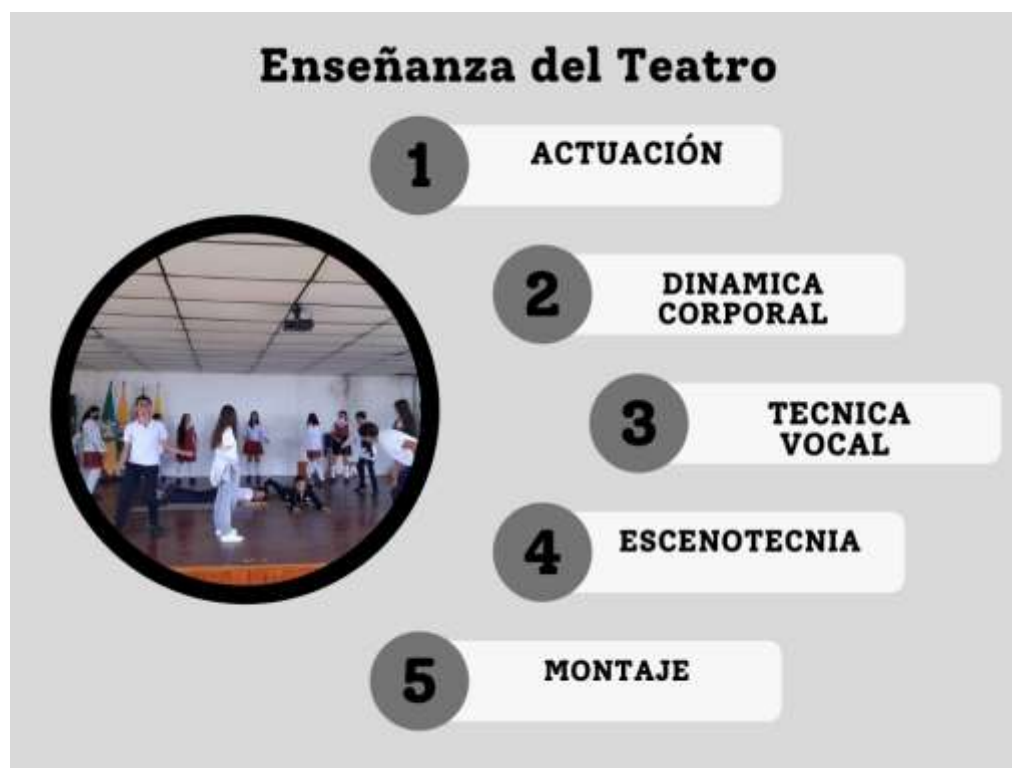 Enseñanza del Teatro
1
ACTUACIÓN
2
DINAMICA
CORPORAL
3
TECNICA
VOCAL
4
ESCENOTECNIA
5
MONTAJE